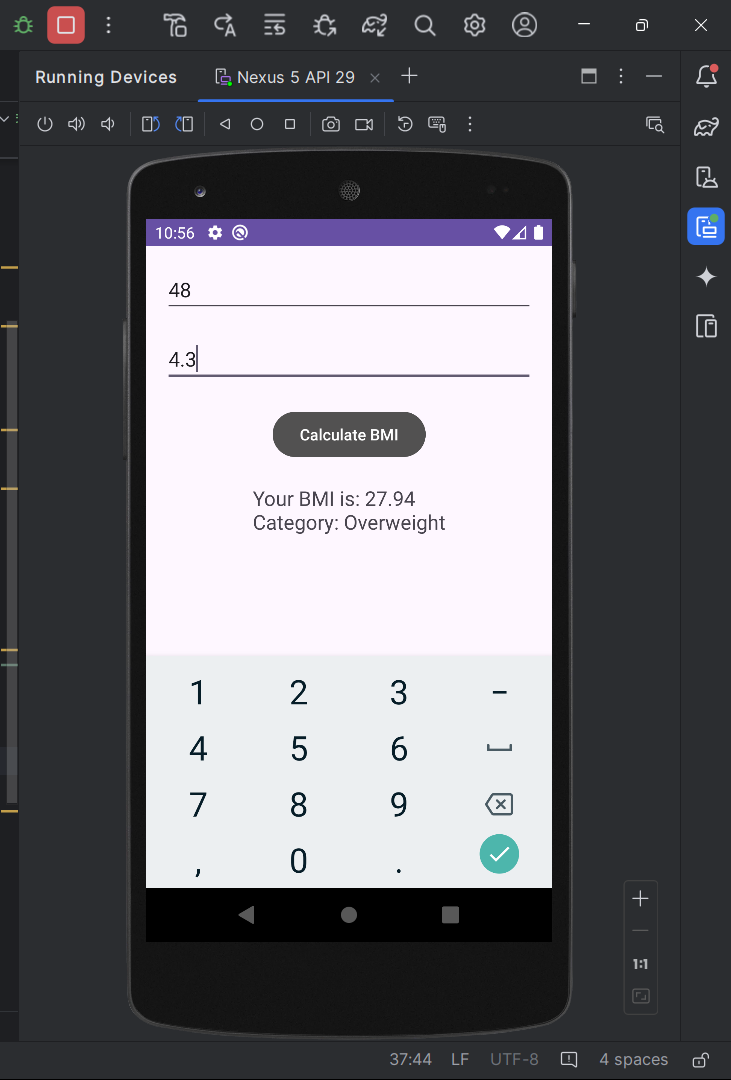 Running Devices
Nexus 5 API 29
10:56
48
4.3
Calculate BMI
Your BMI is: 27.94
Category: Overweight
1 2 3 -
4 5 6
7 8 9
, 0 .
1:1
37:44 LF UTF-8 4 spaces